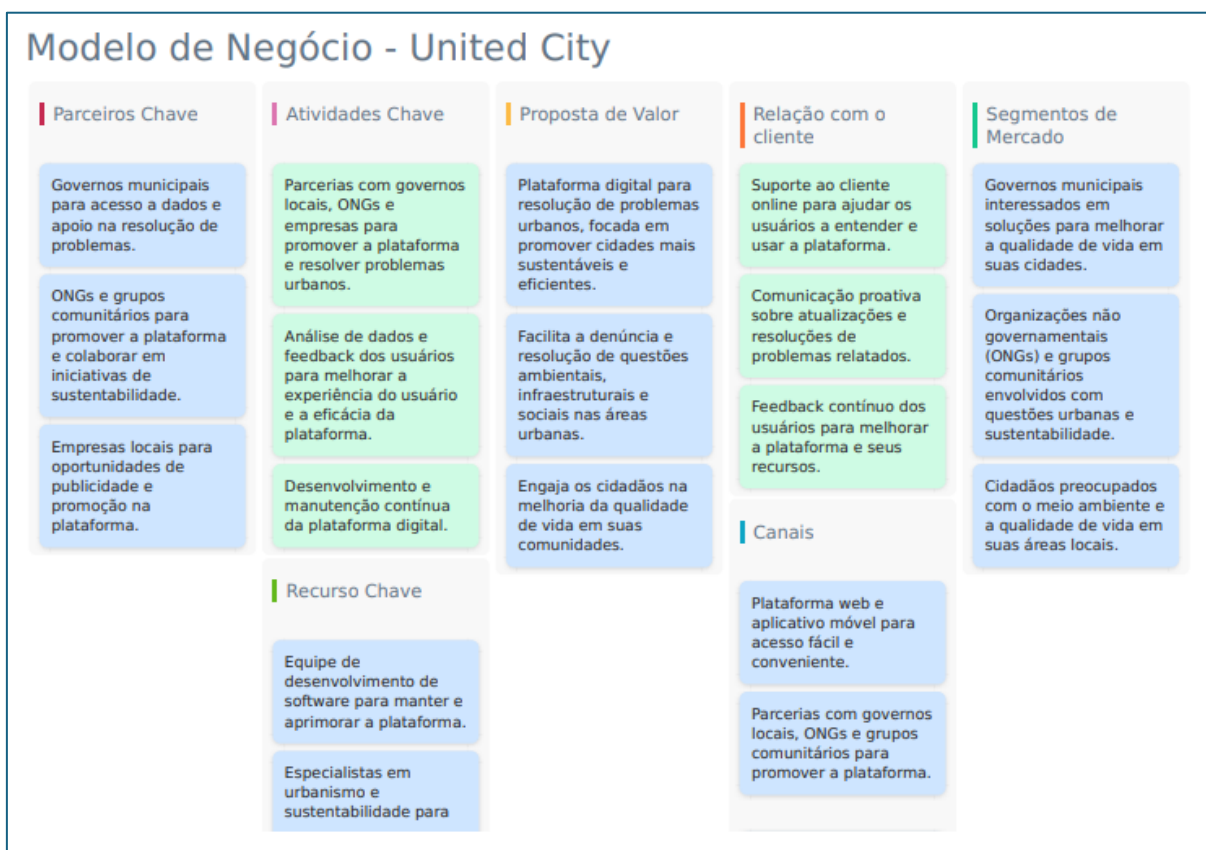 Modelo de Negócio - United City
Parceiros Chave
Governos municipais
para acesso a dados e
apoio na resolução de
problemas.
ONGs e grupos
comunitários para
promover a plataforma
e colaborar em
iniciativas de
sustentabilidade.
Empresas locais para
oportunidades de
publicidade e
promoção na
plataforma.
Atividades Chave
Parcerias com governos
locais, ONGs e
empresas para
promover a plataforma
e resolver problemas
urbanos.
Análise de dados e
feedback dos usuários
para melhorar a
experiência do usuário
e a eficácia da
plataforma.
Desenvolvimento e
manutenção contínua
da plataforma digital.
Recurso Chave
Equipe de
desenvolvimento de
software para manter e
aprimorar a plataforma.
Especialistas em
urbanismo e
sustentabilidade para
Proposta de Valor
Plataforma digital para
resolução de problemas
urbanos, focada em
promover cidades mais
sustentáveis e
eficientes.
Facilita a denúncia e
resolução de questões
ambientais,
infraestruturais e
sociais nas áreas
urbanas.
Engaja os cidadãos na
melhoria da qualidade
de vida em suas
comunidades.
Relação com o
cliente
Suporte ao cliente
online para ajudar os
usuários a entender e
usar a plataforma.
Comunicação proativa
sobre atualizações e
resoluções de
problemas relatados.
Feedback contínuo dos
usuários para melhorar
a plataforma e seus
recursos.
Canais
Plataforma web e
aplicativo móvel para
acesso fácil e
conveniente.
Parcerias com governos
locais, ONGs e grupos
comunitários para
promover a plataforma.
Segmentos de
Mercado
Governos municipais
interessados em
soluções para melhorar
a qualidade de vida em
suas cidades.
Organizações não
governamentais
(ONGs) e grupos
comunitários
envolvidos com
questões urbanas e
sustentabilidade.
Cidadãos preocupados
com o meio ambiente e
a qualidade de vida em
suas áreas locais.